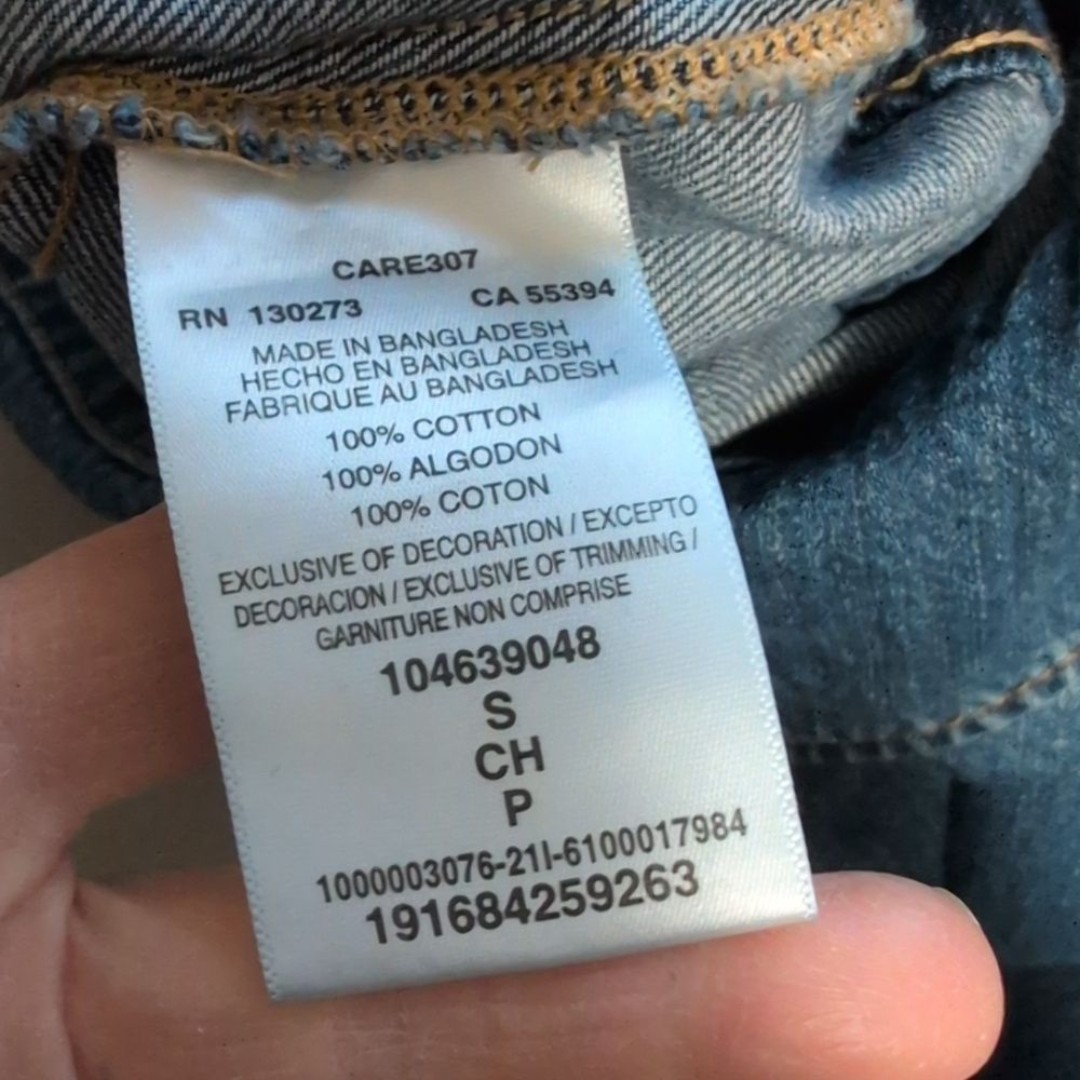 CARE307
RN 130273 CA 55394
MADE IN BANGLADESH
HECHO EN BANGLADESH
FABRIQUE AU BANGLADESH
100% COTTON
100% ALGODON
100% COTON
EXCLUSIVE OF DECORATION / EXCEPTO
DECORACION / EXCLUSIVE OF TRIMMING /
GARNITURE NON COMPRISE
104639048
S
CH
P
1000003076-21I-6100017984
191684259263